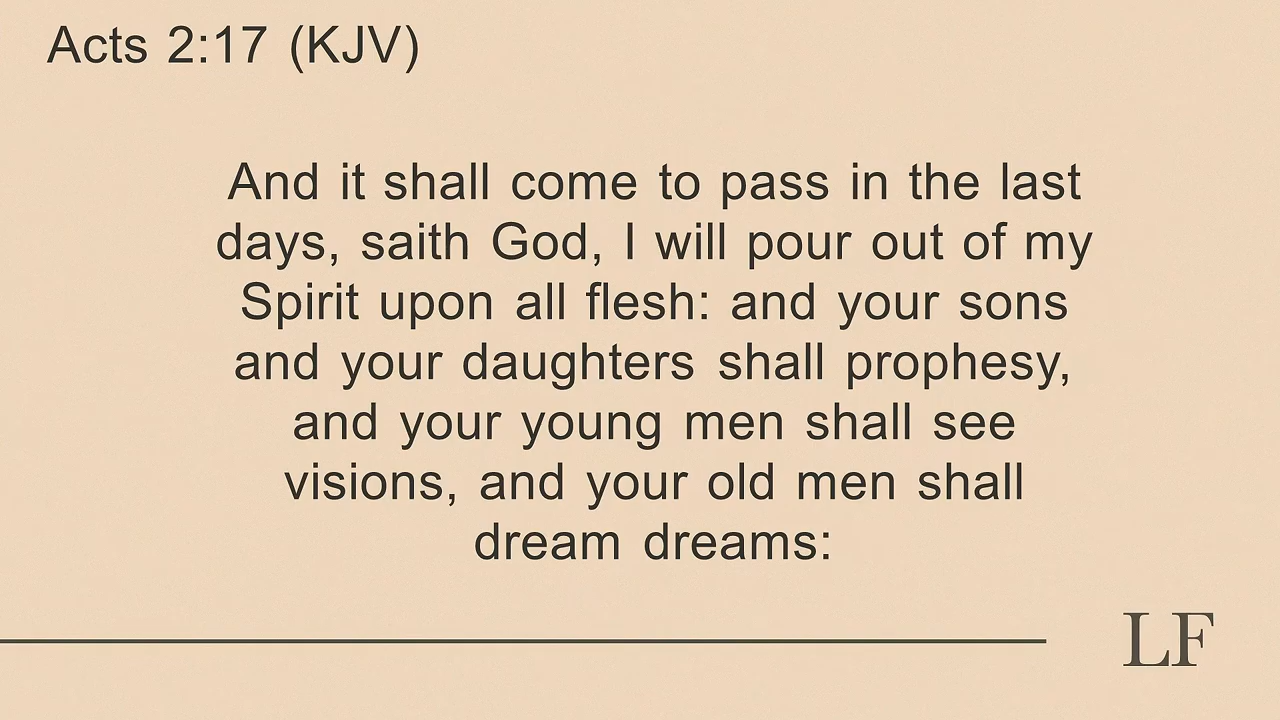 Acts 2:17 (KJV)
And it shall come to pass in the last
days, saith God, I will pour out of my
Spirit upon all flesh: and your sons
and your daughters shall prophesy,
and your young men shall see
visions, and your old men shall
dream dreams:
LF